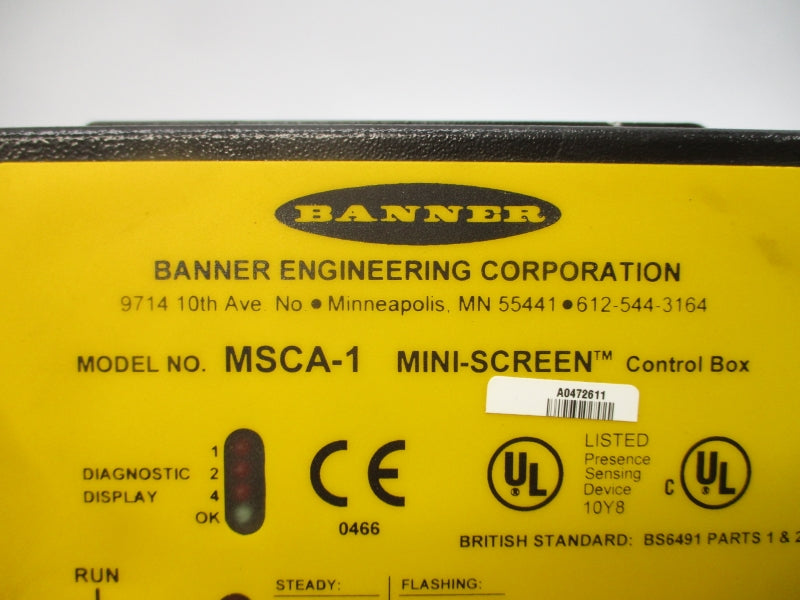 BANNER
BANNER ENGINEERING CORPORATION
9714 10th Ave. No. ● Minneapolis, MN 55441 ● 612-544-3164
MODEL NO. MSCA-1 MINI-SCREEN™ Control Box
A0472611
DIAGNOSTIC DISPLAY
1
2
4
OK
CE
0466
UL
®
LISTED
Presence
Sensing
Device
10Y8
C UL
®
BRITISH STANDARD: BS6491 PARTS 1 & 2
RUN
STEADY:
FLASHING: